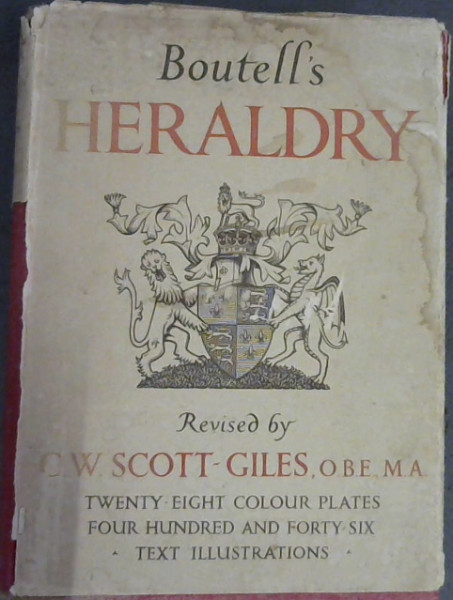 Boutell's
HERALDRY
Revised by
C.W. SCOTT-GILES, O.B.E., M.A.
TWENTY-EIGHT COLOUR PLATES
FOUR HUNDRED AND FORTY-SIX
· TEXT ILLUSTRATIONS ·